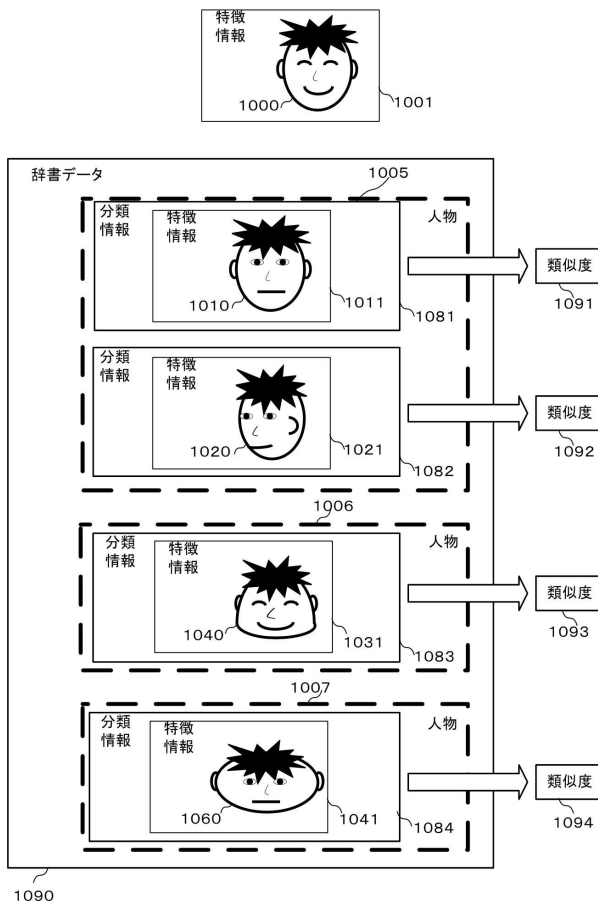 特徴
情報
1000
1001
辞書データ
1005
分類
情報
特徴
情報
人物
1010
1011
1081
類似度
1091
分類
情報
特徴
情報
1020
1021
1082
類似度
1092
1006
分類
情報
特徴
情報
人物
1040
1031
1083
類似度
1093
1007
分類
情報
特徴
情報
人物
1060
1041
1084
類似度
1094
1090